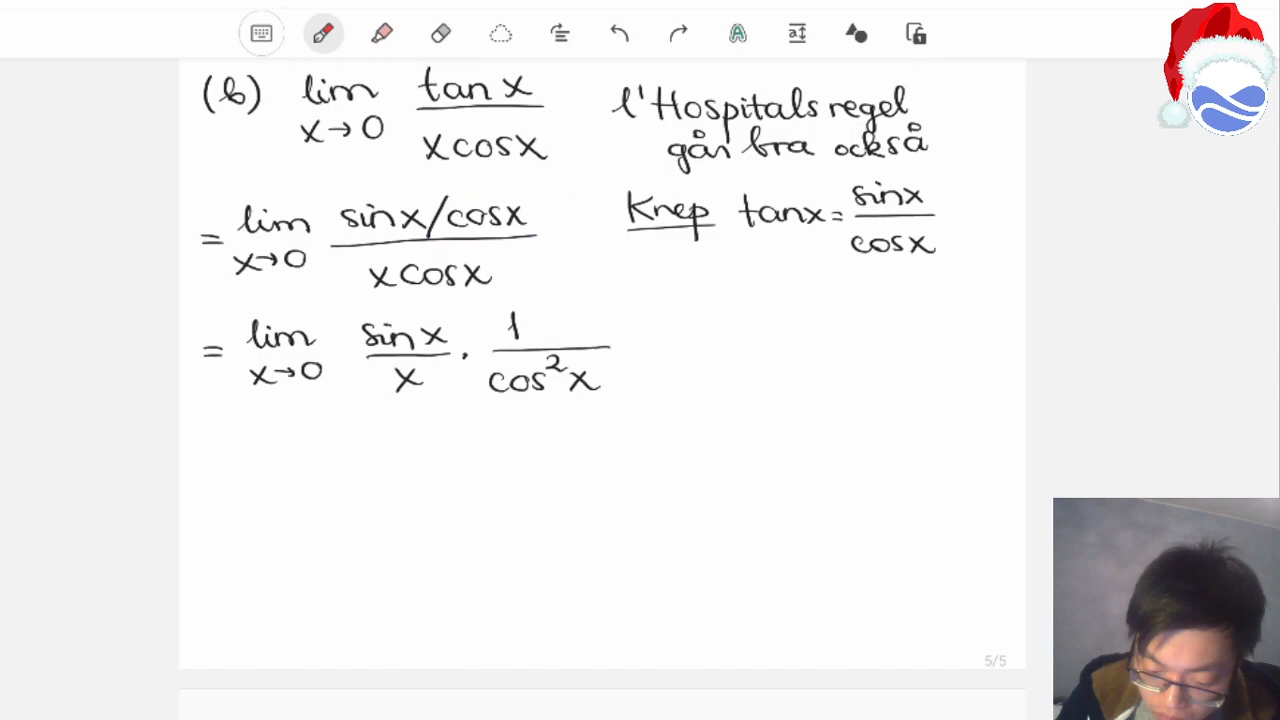 (b) lim x→0 tan x / x cos x
l'Hospitals regel
går bra också
= lim x→0 sin x/cos x / x cos x
Knep tan x = sin x / cos x
= lim x→0 sin x / x · 1 / cos² x
5/5